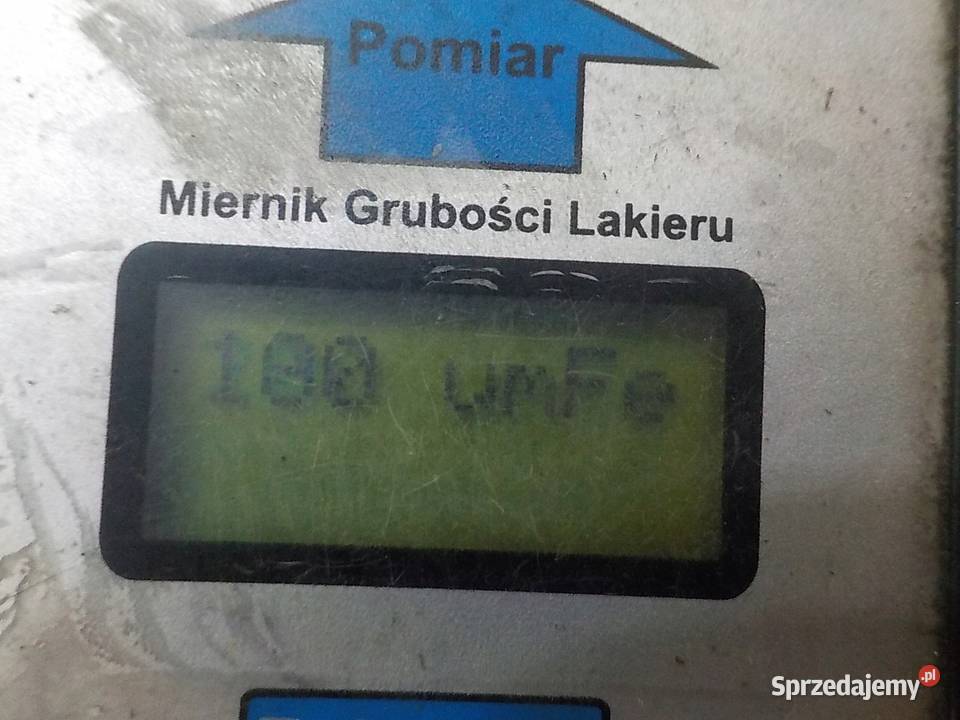 Pomiar
Miernik Grubości Lakieru
100 umFe
Sprzedajemy.pl